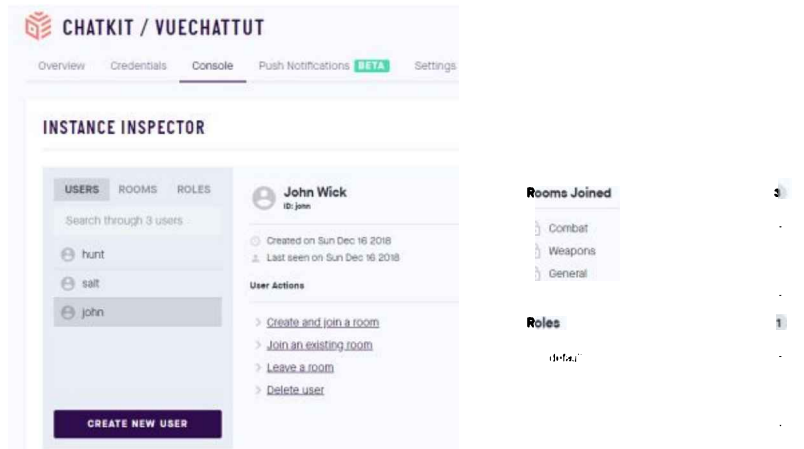 CHATKIT / VUECHATTUT
Overview Credentials Console Push Notifications BETA Settings
INSTANCE INSPECTOR
USERS ROOMS ROLES
Search through 3 users
hunt
salt
john
CREATE NEW USER
John Wick
ID: john
Created on Sun Dec 16 2018
Last seen on Sun Dec 16 2018
User Actions
> Create and join a room
> Join an existing room
> Leave a room
> Delete user
Rooms Joined 3
Combat
Weapons
General
Roles 1
default